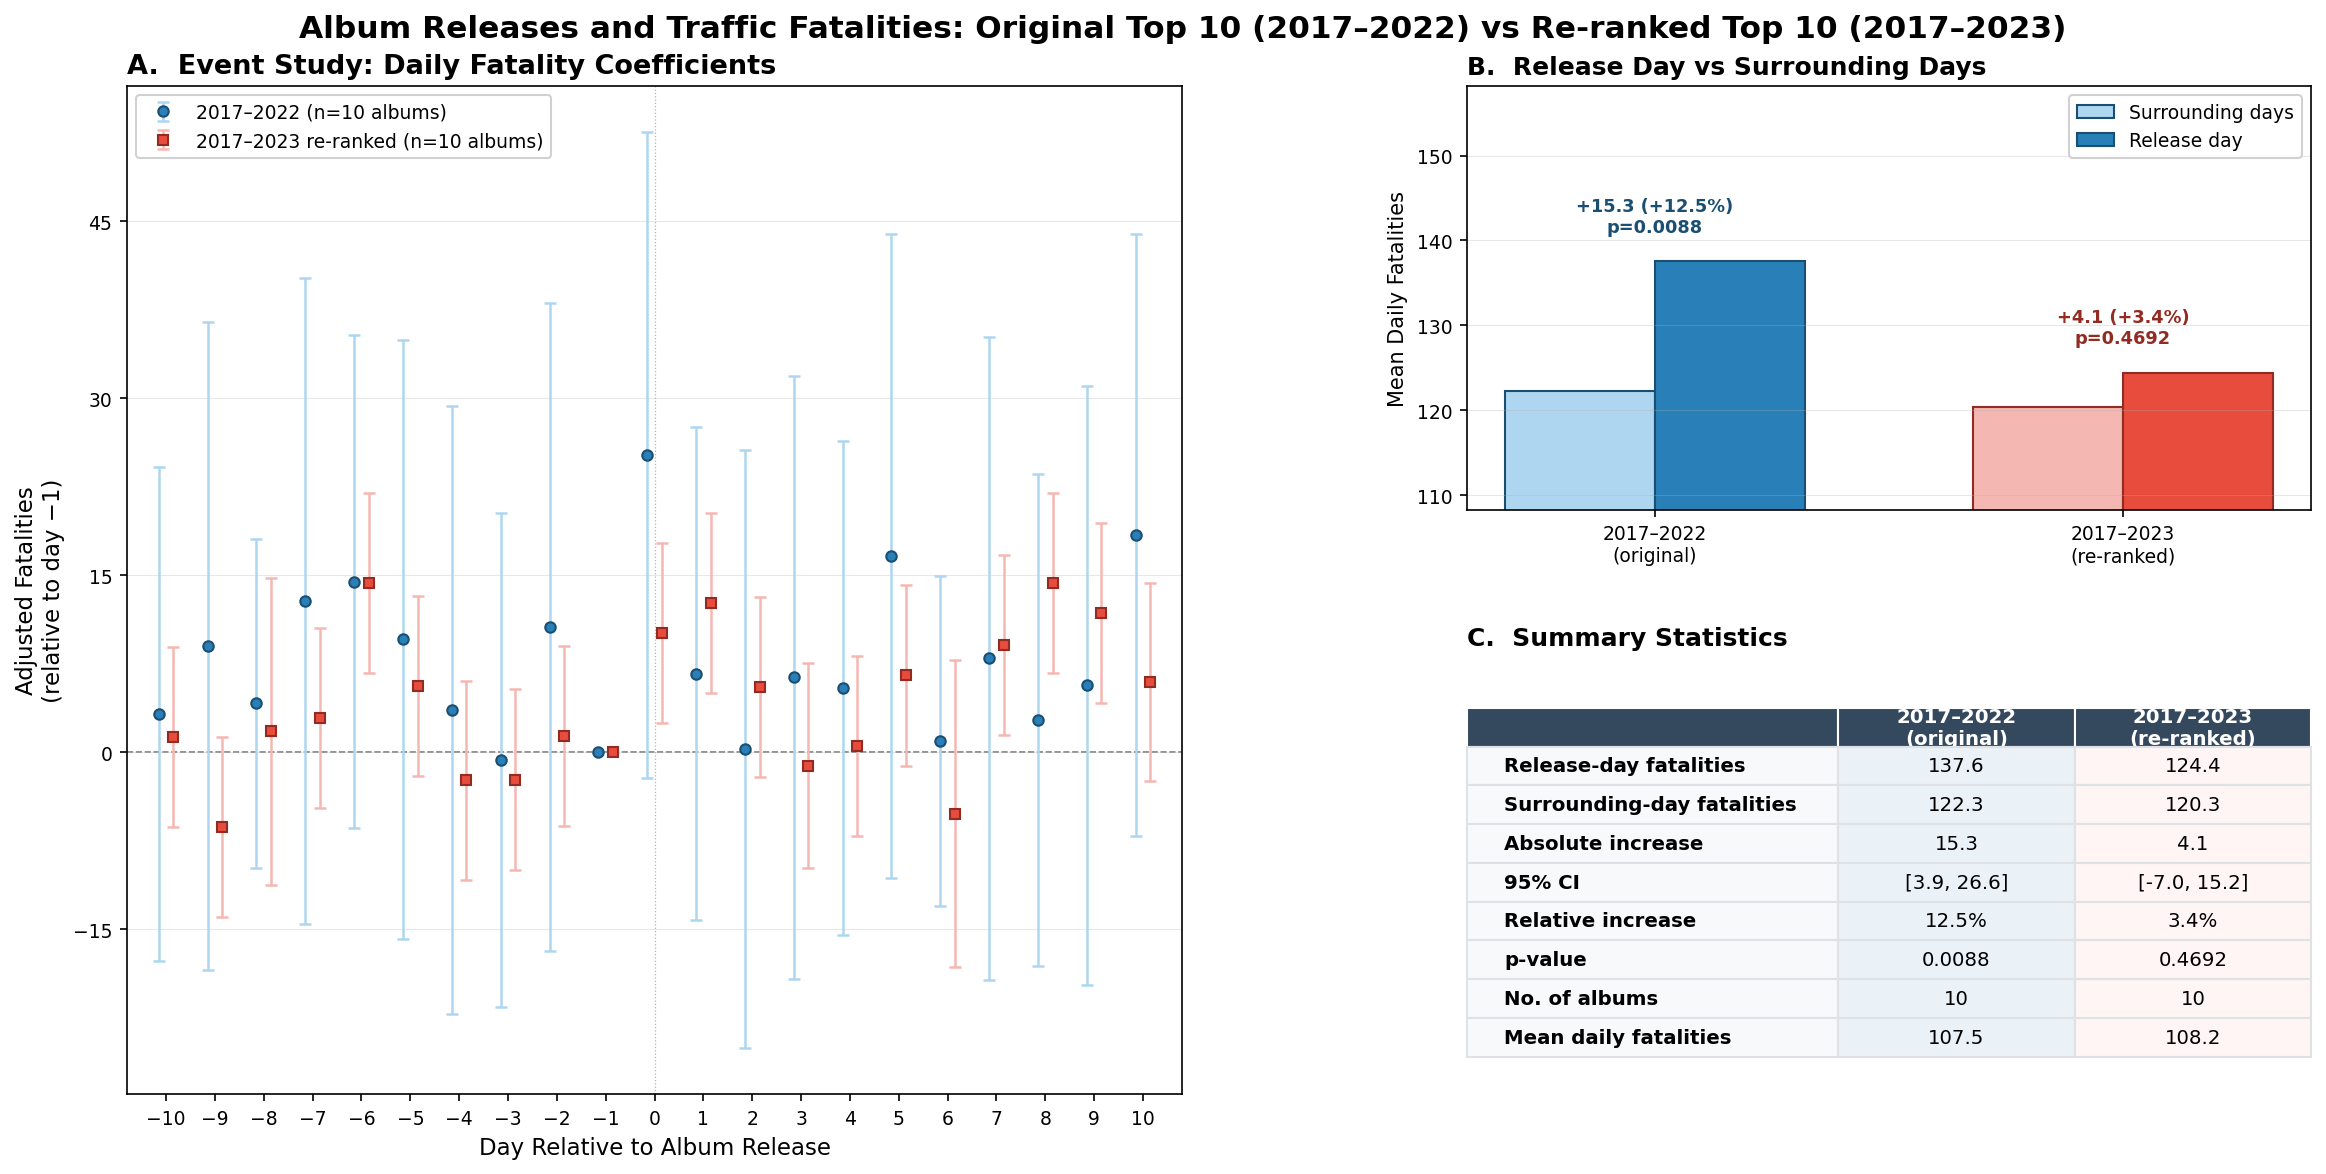 Album Releases and Traffic Fatalities: Original Top 10 (2017–2022) vs Re-ranked Top 10 (2017–2023)
A.  Event Study: Daily Fatality Coefficients
2017–2022 (n=10 albums)
2017–2023 re-ranked (n=10 albums)
Adjusted Fatalities
(relative to day −1)
45
30
15
0
−15
−10 −9 −8 −7 −6 −5 −4 −3 −2 −1 0 1 2 3 4 5 6 7 8 9 10
Day Relative to Album Release
B.  Release Day vs Surrounding Days
Surrounding days
Release day
Mean Daily Fatalities
150
140
130
120
110
+15.3 (+12.5%)
p=0.0088
+4.1 (+3.4%)
p=0.4692
2017–2022
(original)
2017–2023
(re-ranked)
C.  Summary Statistics
2017–2022 2017–2023
(original) (re-ranked)
Release-day fatalities 137.6 124.4
Surrounding-day fatalities 122.3 120.3
Absolute increase 15.3 4.1
95% CI [3.9, 26.6] [-7.0, 15.2]
Relative increase 12.5% 3.4%
p-value 0.0088 0.4692
No. of albums 10 10
Mean daily fatalities 107.5 108.2